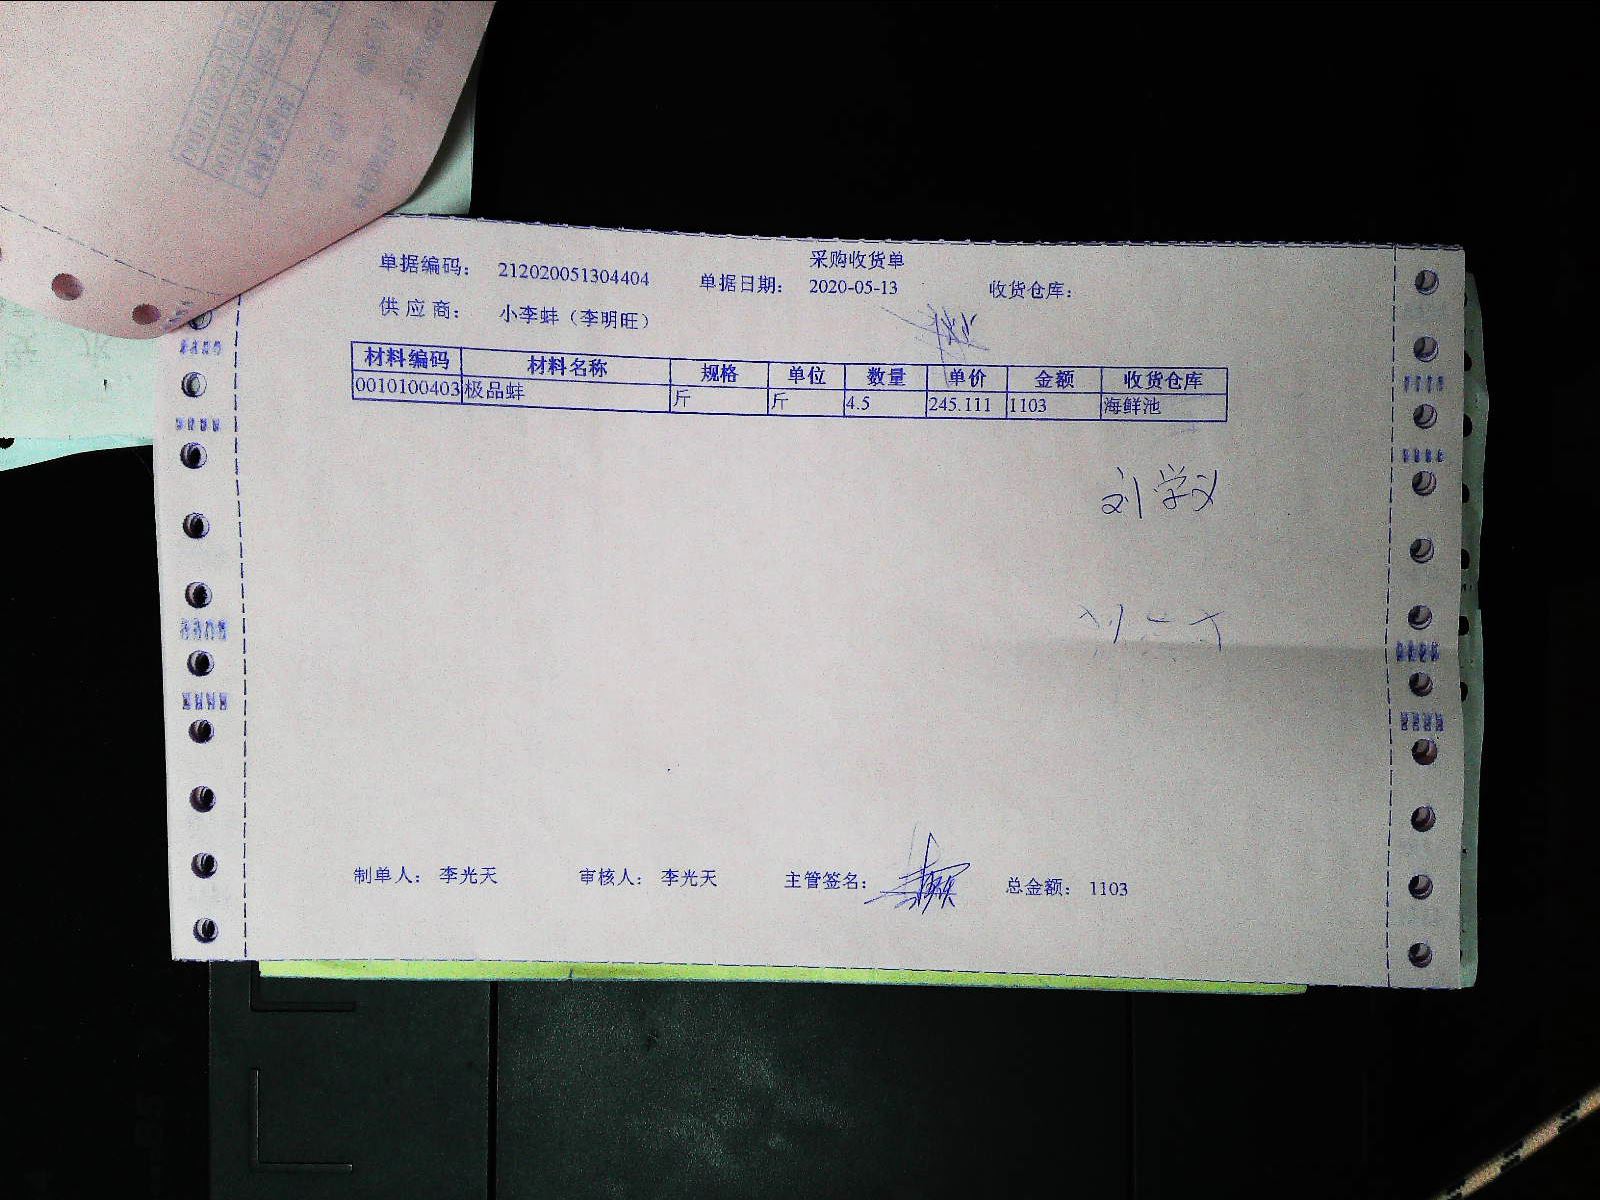 采购收货单
单据编码: 212020051304404 单据日期: 2020-05-13 收货仓库:
供应商: 小李蚌（李明旺）
材料编码 材料名称 规格 单位 数量 单价 金额 收货仓库
0010100403 极品蚌 斤 斤 4.5 245.111 1103 海鲜池
刘学义
制单人: 李光天 审核人: 李光天 主管签名: 总金额: 1103